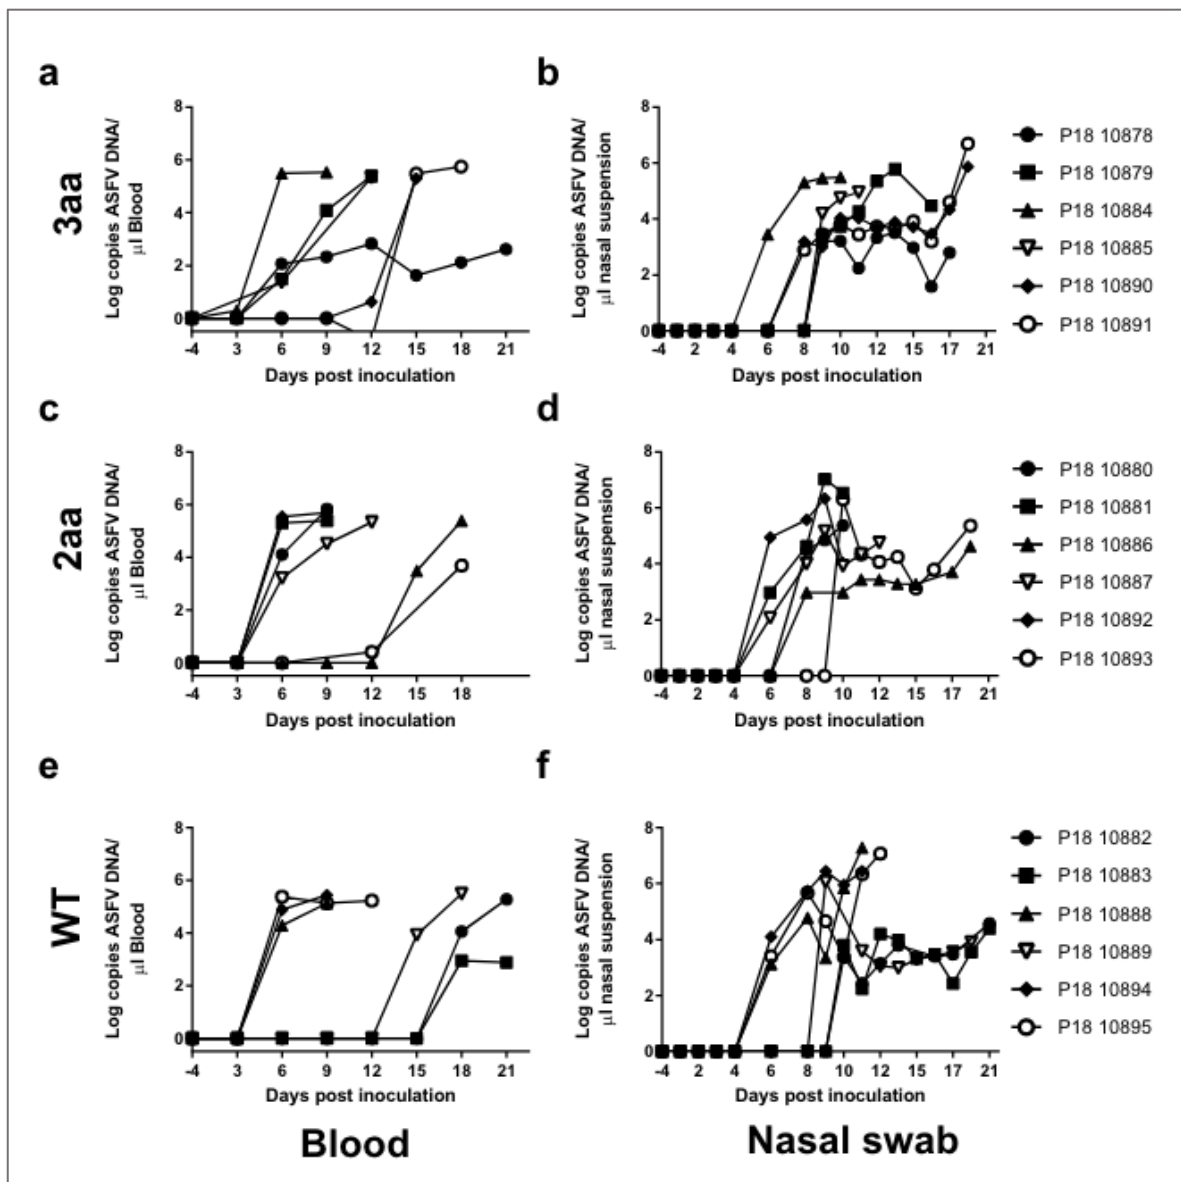 a
b
3aa
Log copies ASFV DNA/
µl Blood
8
6
4
2
0
-4 3 6 9 12 15 18 21
Days post inoculation
Log copies ASFV DNA/
µl nasal suspension
8
6
4
2
0
-4 2 4 6 8 10 12 15 17 21
Days post inoculation
P18 10878
P18 10879
P18 10884
P18 10885
P18 10890
P18 10891
c
d
2aa
Log copies ASFV DNA/
µl Blood
8
6
4
2
0
-4 3 6 9 12 15 18
Days post inoculation
Log copies ASFV DNA/
µl nasal suspension
8
6
4
2
0
-4 2 4 6 8 10 12 15 17 21
Days post inoculation
P18 10880
P18 10881
P18 10886
P18 10887
P18 10892
P18 10893
e
f
WT
Log copies ASFV DNA/
µl Blood
8
6
4
2
0
-4 3 6 9 12 15 18 21
Days post inoculation
Log copies ASFV DNA/
µl nasal suspension
8
6
4
2
0
-4 2 4 6 8 10 12 15 17 21
Days post inoculation
P18 10882
P18 10883
P18 10888
P18 10889
P18 10894
P18 10895
Blood
Nasal swab